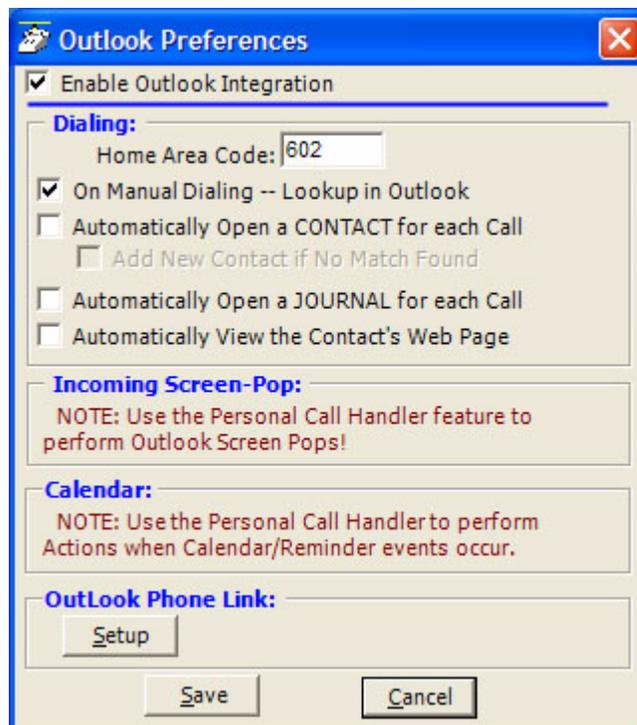 Outlook Preferences
Enable Outlook Integration
Dialing:
Home Area Code: 602
On Manual Dialing -- Lookup in Outlook
Automatically Open a CONTACT for each Call
Add New Contact if No Match Found
Automatically Open a JOURNAL for each Call
Automatically View the Contact's Web Page
Incoming Screen-Pop:
NOTE: Use the Personal Call Handler feature to
perform Outlook Screen Pops!
Calendar:
NOTE: Use the Personal Call Handler to perform
Actions when Calendar/Reminder events occur.
OutLook Phone Link:
Setup
Save Cancel